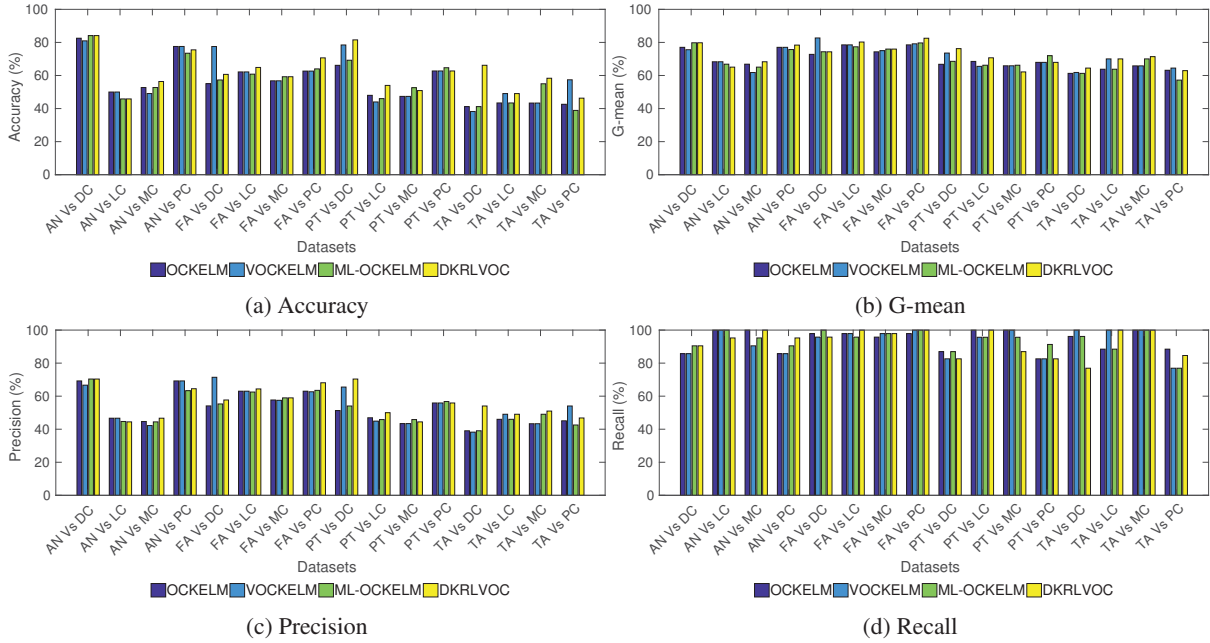 100
80
60
40
20
0
Accuracy (%)
AN Vs DC
AN Vs LC
AN Vs MC
AN Vs PC
FA Vs DC
FA Vs LC
FA Vs MC
FA Vs PC
PT Vs DC
PT Vs LC
PT Vs MC
PT Vs PC
TA Vs DC
TA Vs LC
TA Vs MC
TA Vs PC
Datasets
OCKELM VOCKELM ML-OCKELM DKRLVOC
(a) Accuracy
100
80
60
40
20
0
G-mean (%)
AN Vs DC
AN Vs LC
AN Vs MC
AN Vs PC
FA Vs DC
FA Vs LC
FA Vs MC
FA Vs PC
PT Vs DC
PT Vs LC
PT Vs MC
PT Vs PC
TA Vs DC
TA Vs LC
TA Vs MC
TA Vs PC
Datasets
OCKELM VOCKELM ML-OCKELM DKRLVOC
(b) G-mean
100
80
60
40
20
0
Precision (%)
AN Vs DC
AN Vs LC
AN Vs MC
AN Vs PC
FA Vs DC
FA Vs LC
FA Vs MC
FA Vs PC
PT Vs DC
PT Vs LC
PT Vs MC
PT Vs PC
TA Vs DC
TA Vs LC
TA Vs MC
TA Vs PC
Datasets
OCKELM VOCKELM ML-OCKELM DKRLVOC
(c) Precision
100
80
60
40
20
0
Recall (%)
AN Vs DC
AN Vs LC
AN Vs MC
AN Vs PC
FA Vs DC
FA Vs LC
FA Vs MC
FA Vs PC
PT Vs DC
PT Vs LC
PT Vs MC
PT Vs PC
TA Vs DC
TA Vs LC
TA Vs MC
TA Vs PC
Datasets
OCKELM VOCKELM ML-OCKELM DKRLVOC
(d) Recall